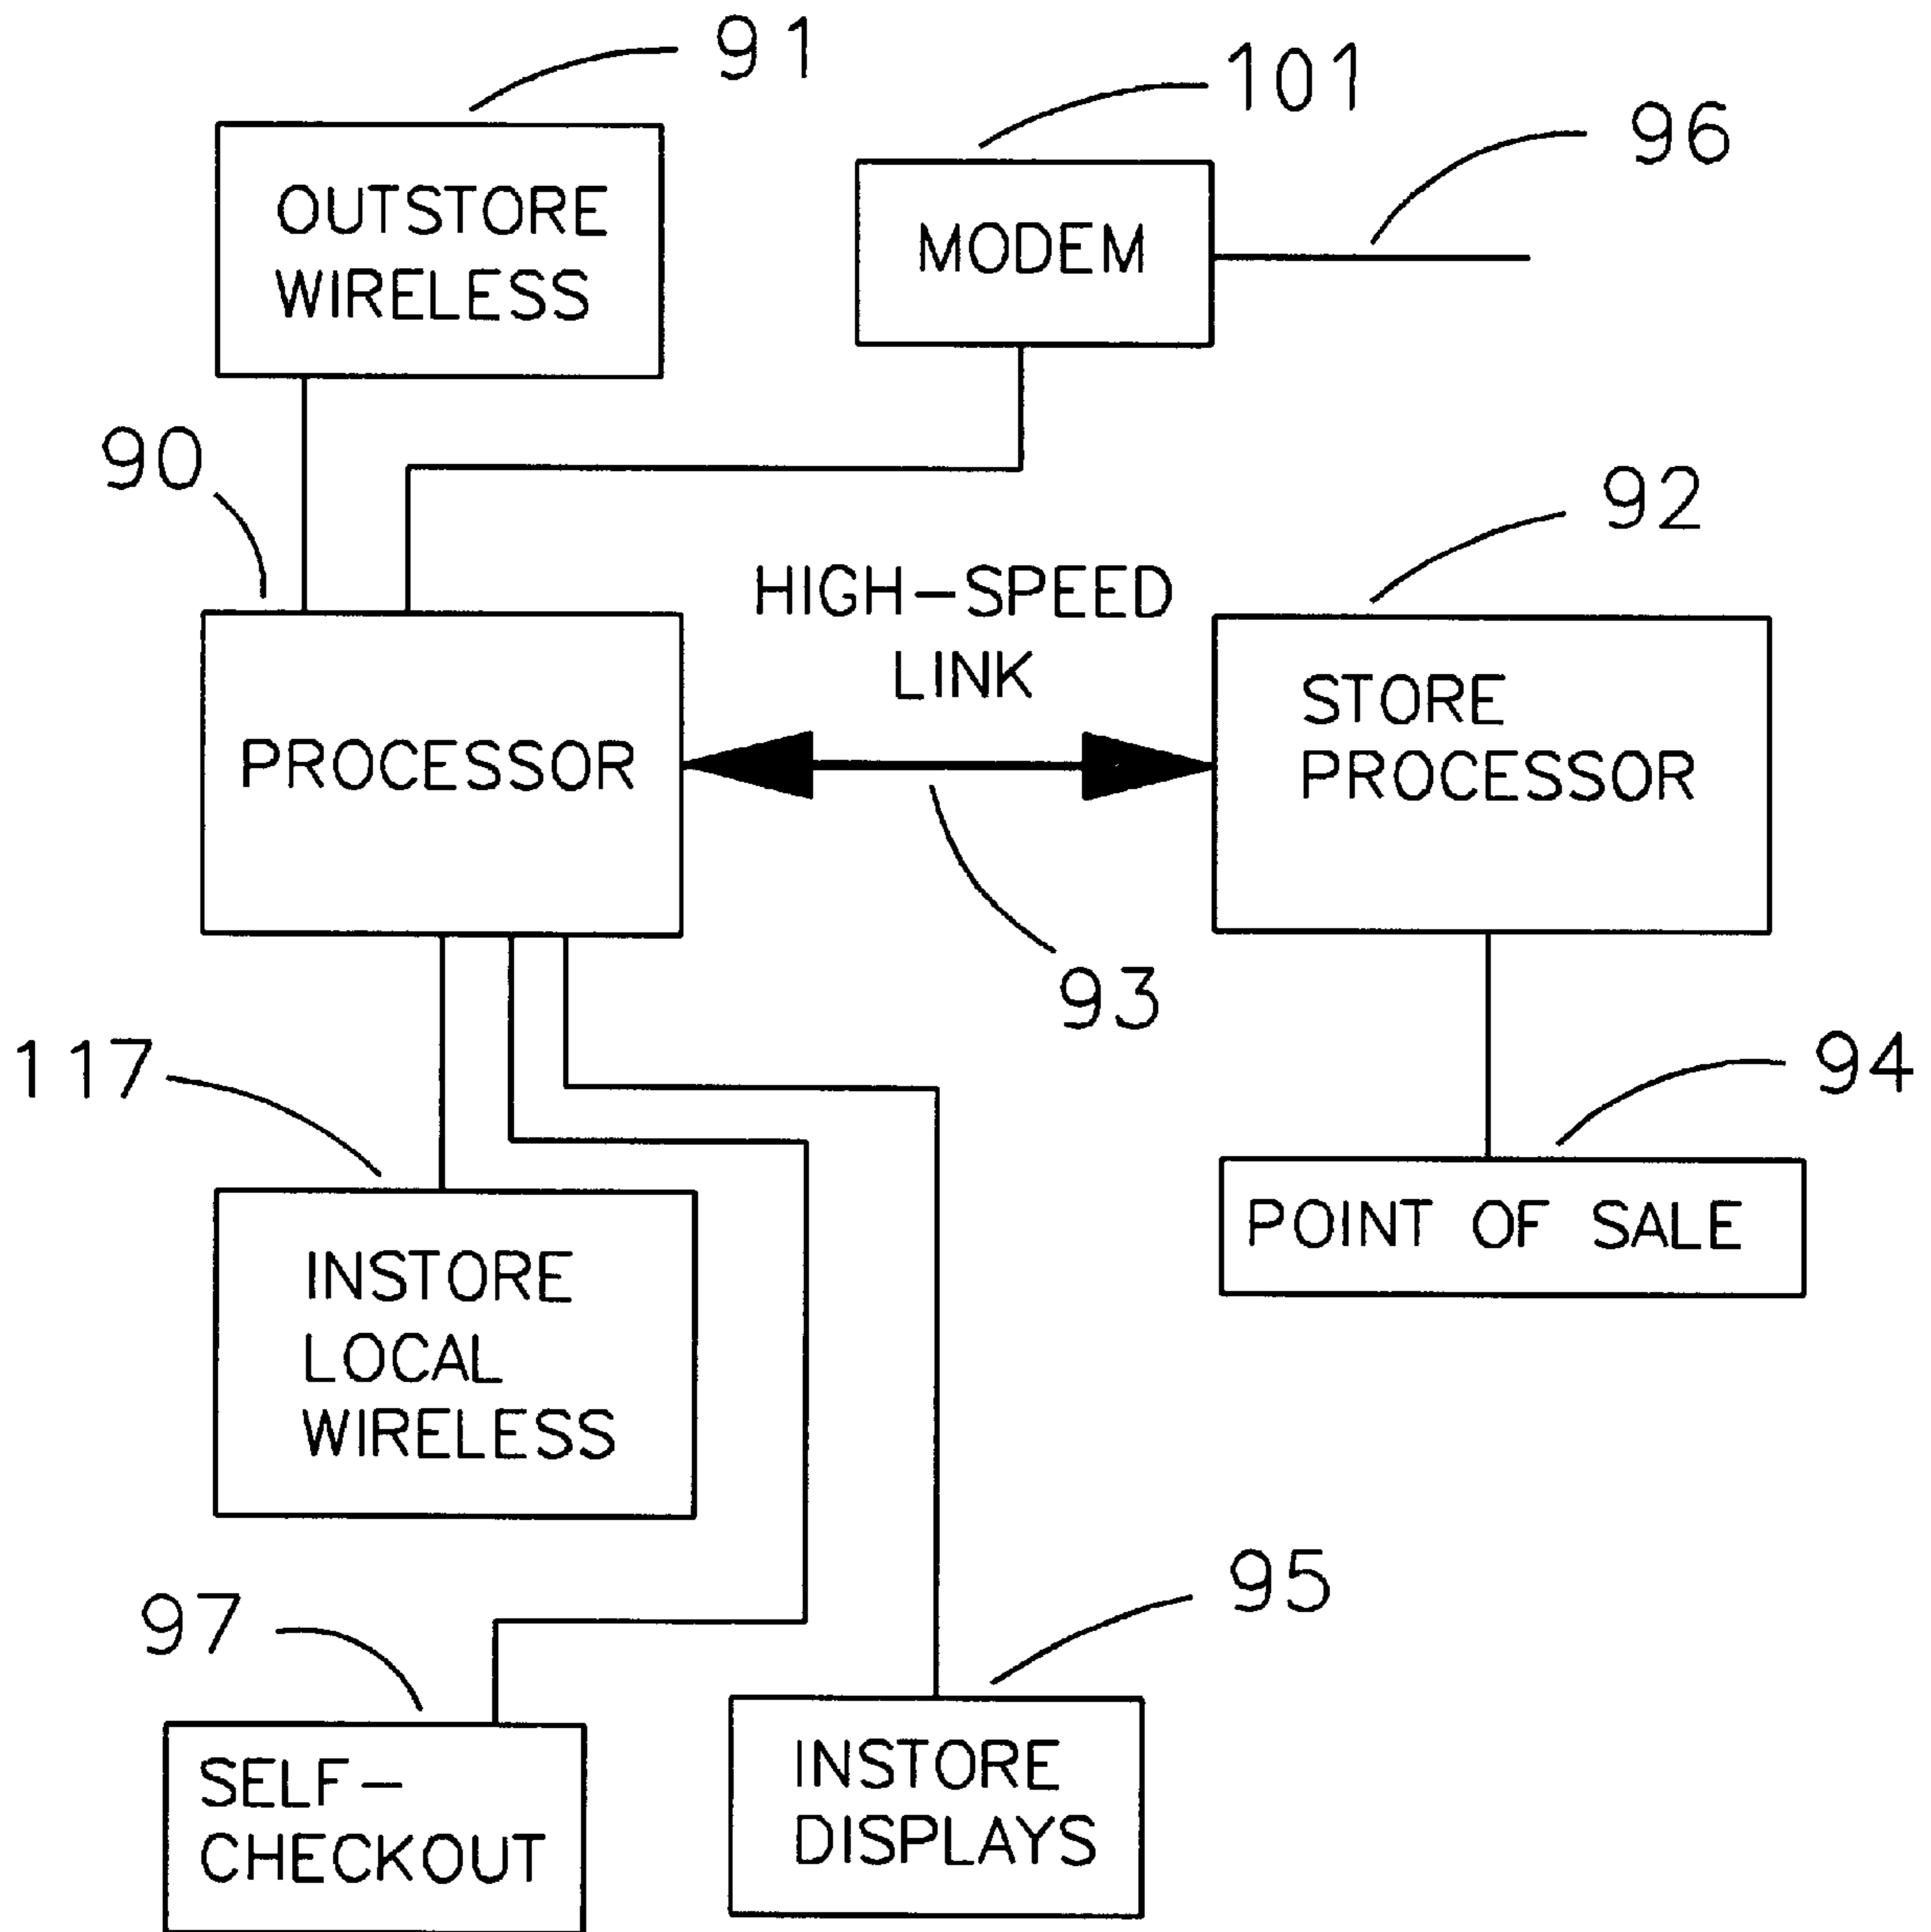 91
101
96
OUTSTORE
WIRELESS
MODEM
90
92
HIGH-SPEED
LINK
PROCESSOR
STORE
PROCESSOR
93
117
94
POINT OF SALE
INSTORE
LOCAL
WIRELESS
97
95
SELF-
CHECKOUT
INSTORE
DISPLAYS